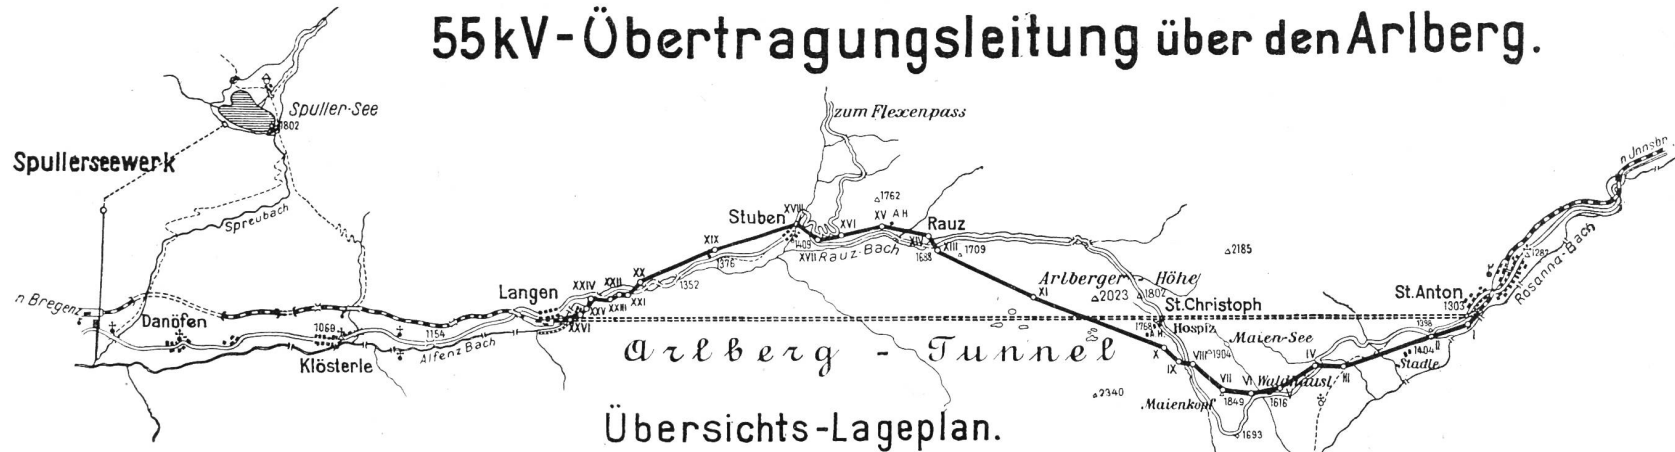 55kV-Übertragungsleitung über den Arlberg.
Spuller-See
1802
Spullerseewerk
Spreubach
zum Flexenpass
n Innsbr.
n Bregenz
Danöfen
1069
Klösterle
1154
Alfenz Bach
Langen
XXVI
XXV
XXIV
XXIII
XXII
XXI
XX
1352
XIX
1376
Stuben
XVIII
1409
XVII
Rauz-Bach
XVI
XV
A H
1762
XIV
1688
Rauz
XIII
1709
XI
Arlberger - Höhe
2023
1802
2185
St. Christoph
1768
A H
Hospiz
X
IX
VIII
1904
Maien-See
VII
1849
Maienkopf
2340
1693
VI
Waldhäusl
1616
V
IV
III
Stadle
1404
1398
II
I
St. Anton
1303
1287
Rosanna-Bach
Arlberg - Tunnel
Übersichts-Lageplan.